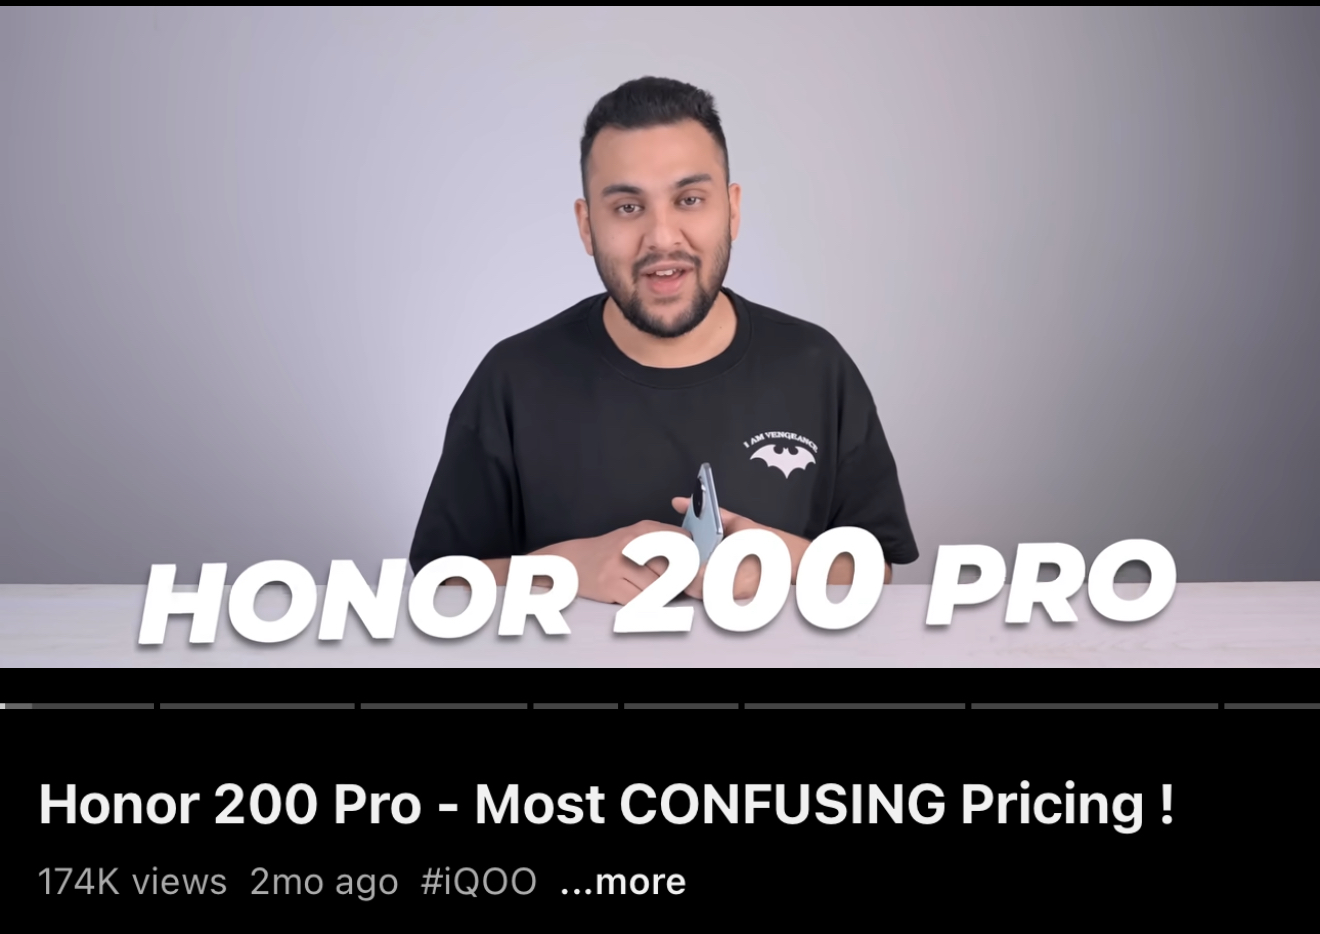 I AM VENGEANCE
HONOR 200 PRO
Honor 200 Pro - Most CONFUSING Pricing !
174K views 2mo ago #iQOO ...more